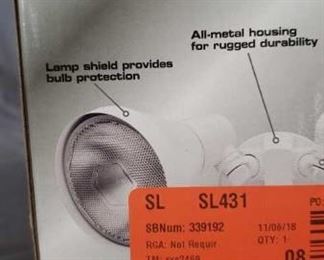 All-metal housing
for rugged durability
Lamp shield provides
bulb protection
SL SL431 PO
SBNum: 339192 11/06/18
RGA: Not Requir QTY: 1
08